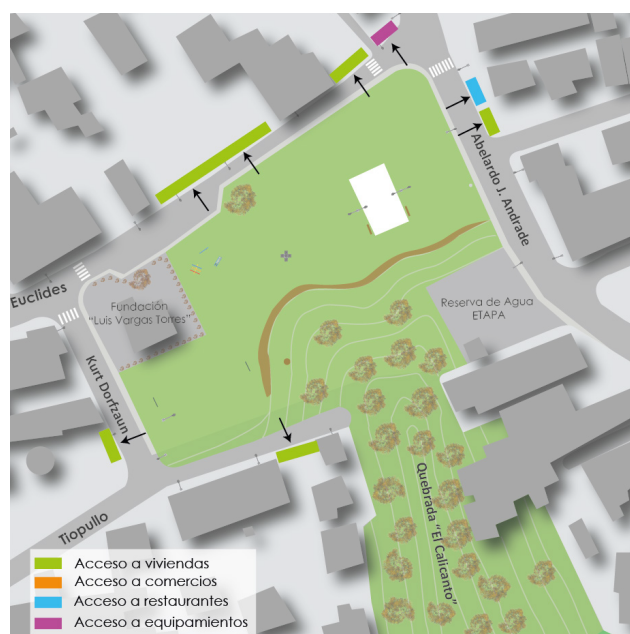 Euclides
Fundación
"Luis Vargas Torres"
Abelardo J. Andrade
Reserva de Agua
ETAPA
Kurt Dorfzaun
Tiopullo
Quebrada "El Calicanto"
Acceso a viviendas
Acceso a comercios
Acceso a restaurantes
Acceso a equipamientos